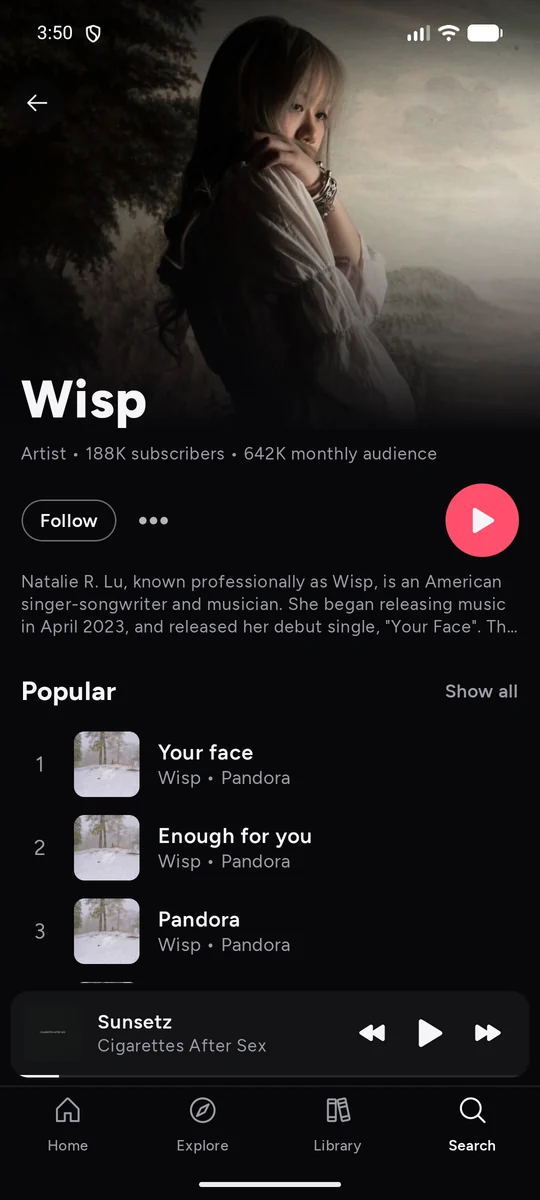 3:50
Wisp
Artist • 188K subscribers • 642K monthly audience
Follow
Natalie R. Lu, known professionally as Wisp, is an American
singer-songwriter and musician. She began releasing music
in April 2023, and released her debut single, "Your Face". Th...
Popular
Show all
1
Your face
Wisp • Pandora
2
Enough for you
Wisp • Pandora
3
Pandora
Wisp • Pandora
Sunsetz
Cigarettes After Sex
Home
Explore
Library
Search